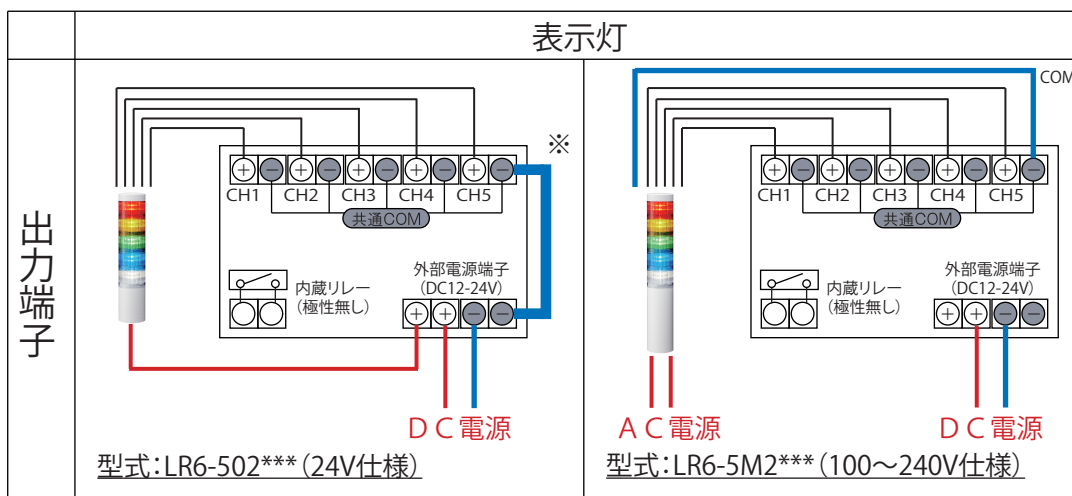 表示灯
出力端子
※
CH1 CH2 CH3 CH4 CH5
共通COM
内蔵リレー
(極性無し)
外部電源端子
(DC12-24V)
DC電源
型式:LR6-502***(24V仕様)
COM
CH1 CH2 CH3 CH4 CH5
共通COM
内蔵リレー
(極性無し)
外部電源端子
(DC12-24V)
AC電源
DC電源
型式:LR6-5M2***(100～240V仕様)